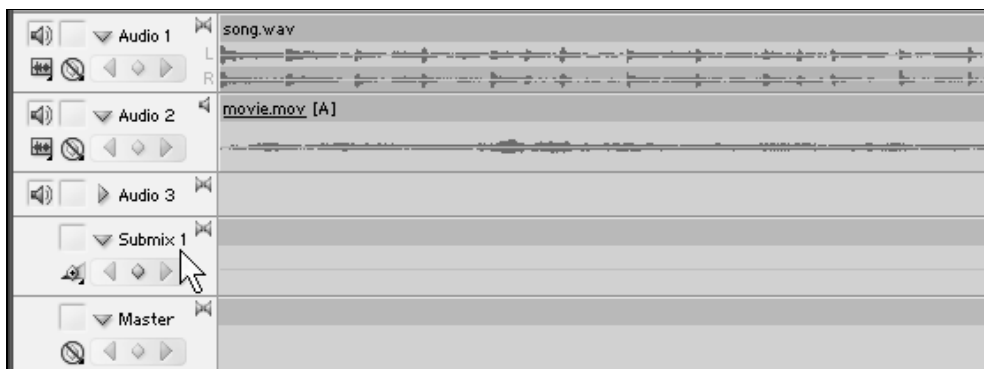 Audio 1
song.wav
L
R
Audio 2
movie.mov [A]
Audio 3
Submix 1
Master